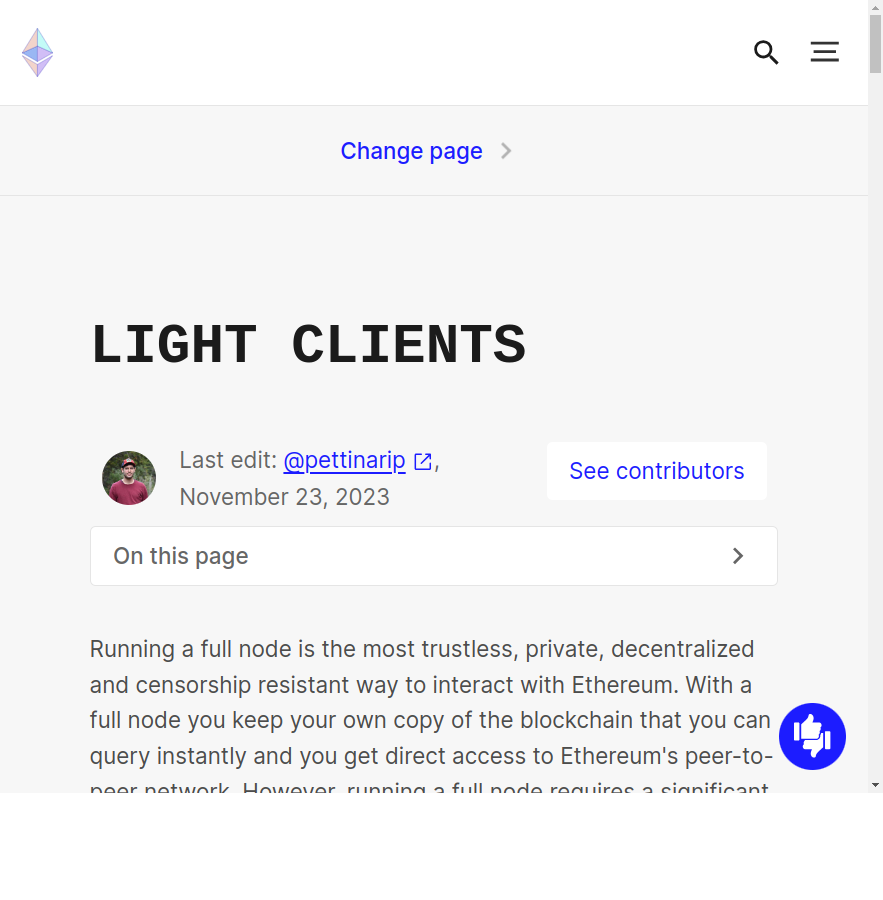 Change page
LIGHT CLIENTS
Last edit: @pettinarip,
November 23, 2023
See contributors
On this page
Running a full node is the most trustless, private, decentralized
and censorship resistant way to interact with Ethereum. With a
full node you keep your own copy of the blockchain that you can
query instantly and you get direct access to Ethereum's peer-to-
peer network. However, running a full node requires a significant